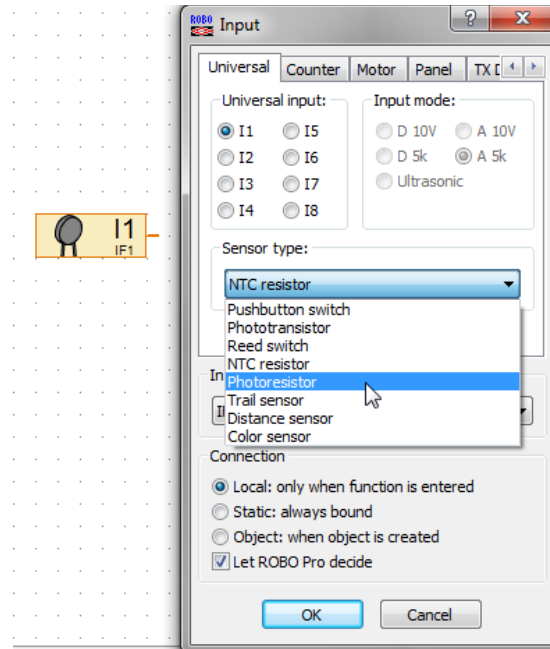 ROBO
Input
?
X
Universal Counter Motor Panel TX D
Universal input: Input mode:
I1 I5 D 10V A 10V
I2 I6 D 5k A 5k
I3 I7 Ultrasonic
I4 I8
I1
IF1
Sensor type:
NTC resistor
Pushbutton switch
Phototransistor
Reed switch
NTC resistor
Photoresistor
Trail sensor
Distance sensor
Color sensor
Connection
Local: only when function is entered
Static: always bound
Object: when object is created
Let ROBO Pro decide
OK Cancel